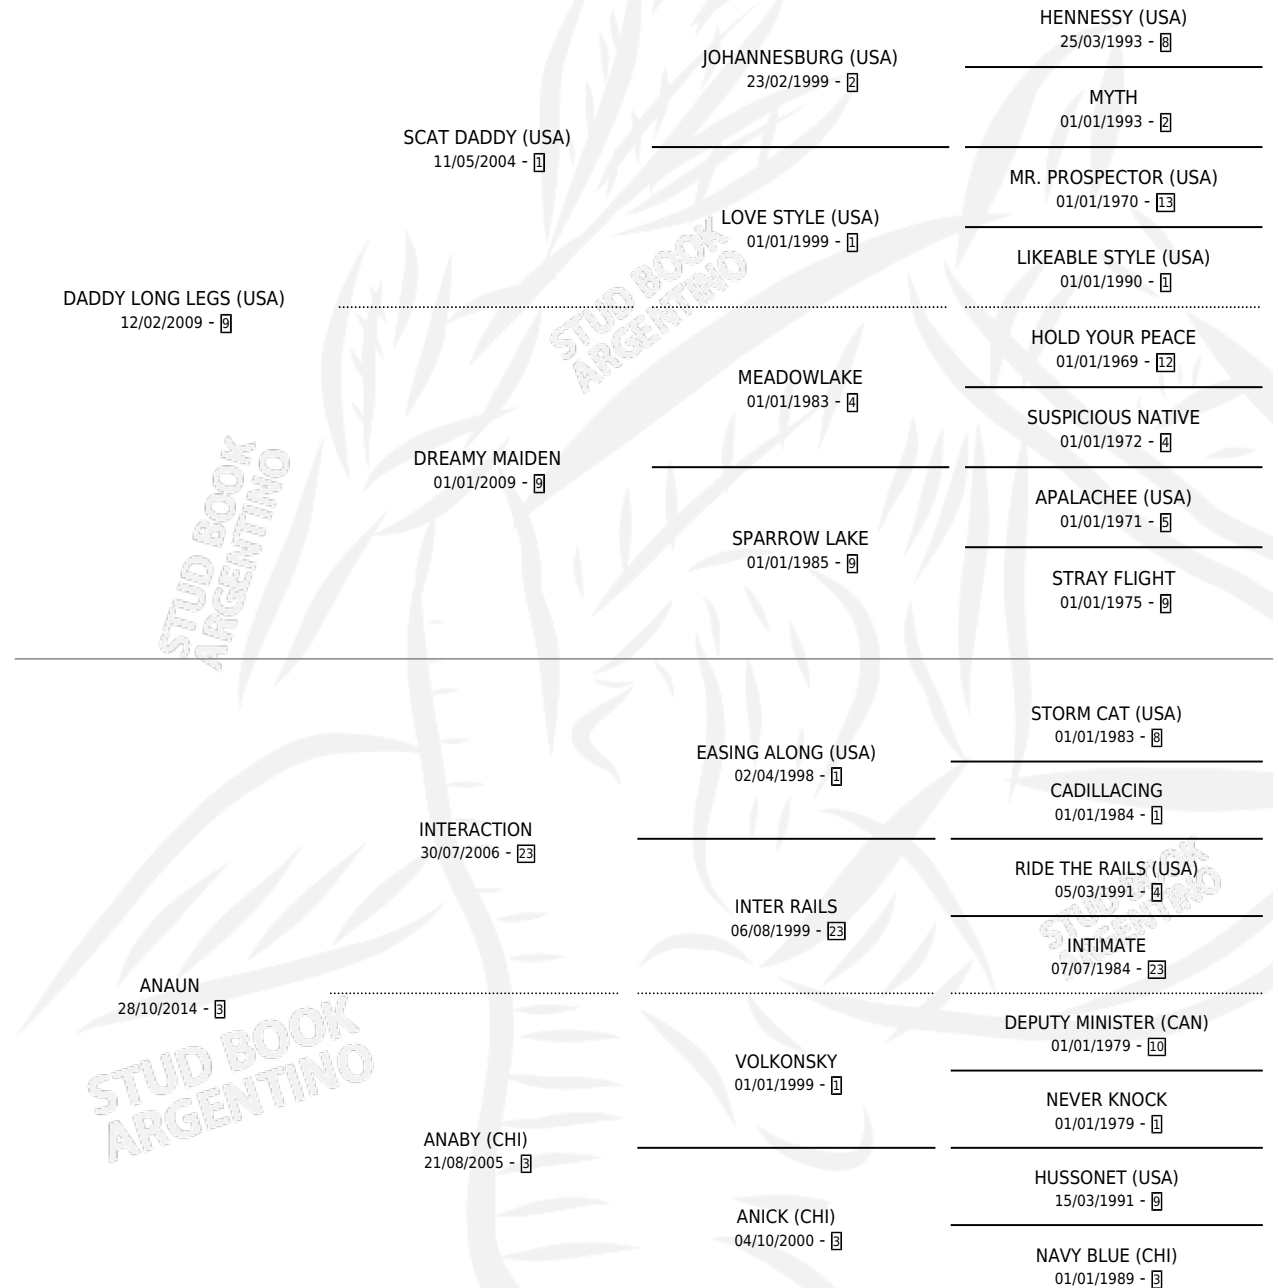 HENNESSY (USA)
25/03/1993 - 8
JOHANNESBURG (USA)
23/02/1999 - 2
MYTH
01/01/1993 - 2
SCAT DADDY (USA)
11/05/2004 - 1
MR. PROSPECTOR (USA)
01/01/1970 - 13
LOVE STYLE (USA)
01/01/1999 - 1
LIKEABLE STYLE (USA)
01/01/1990 - 1
DADDY LONG LEGS (USA)
12/02/2009 - 9
HOLD YOUR PEACE
01/01/1969 - 12
MEADOWLAKE
01/01/1983 - 4
SUSPICIOUS NATIVE
01/01/1972 - 4
DREAMY MAIDEN
01/01/2009 - 9
APALACHEE (USA)
01/01/1971 - 5
SPARROW LAKE
01/01/1985 - 9
STRAY FLIGHT
01/01/1975 - 9
STUD BOOK
ARGENTINO
STUD BOOK
ARGENTINO
STORM CAT (USA)
01/01/1983 - 8
EASING ALONG (USA)
02/04/1998 - 1
CADILLACING
01/01/1984 - 1
INTERACTION
30/07/2006 - 23
RIDE THE RAILS (USA)
05/03/1991 - 4
INTER RAILS
06/08/1999 - 23
INTIMATE
07/07/1984 - 23
ANAUN
28/10/2014 - 3
DEPUTY MINISTER (CAN)
01/01/1979 - 10
VOLKONSKY
01/01/1999 - 1
NEVER KNOCK
01/01/1979 - 1
ANABY (CHI)
21/08/2005 - 3
HUSSONET (USA)
15/03/1991 - 9
ANICK (CHI)
04/10/2000 - 3
NAVY BLUE (CHI)
01/01/1989 - 3
STUD BOOK
ARGENTINO
STUD BOOK
ARGENTINO